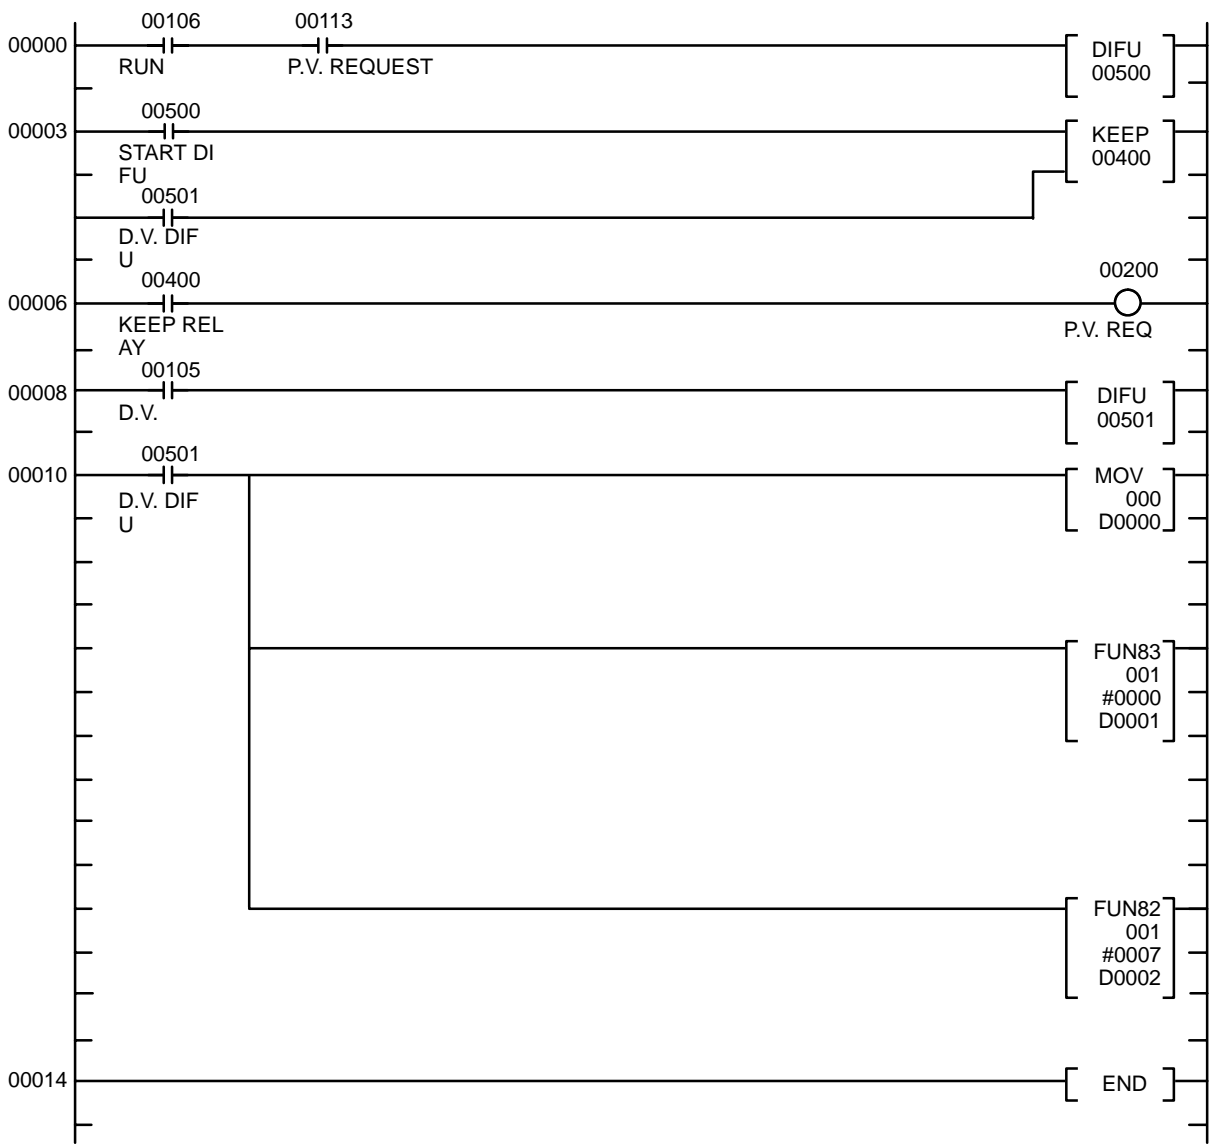 00106
00113
00000
RUN
P.V. REQUEST
DIFU
00500
00500
00003
START DI
FU
KEEP
00400
00501
D.V. DIF
U
00400
00200
00006
KEEP REL
AY
P.V. REQ
00105
00008
D.V.
DIFU
00501
00501
00010
D.V. DIF
U
MOV
000
D0000
FUN83
001
#0000
D0001
FUN82
001
#0007
D0002
00014
END